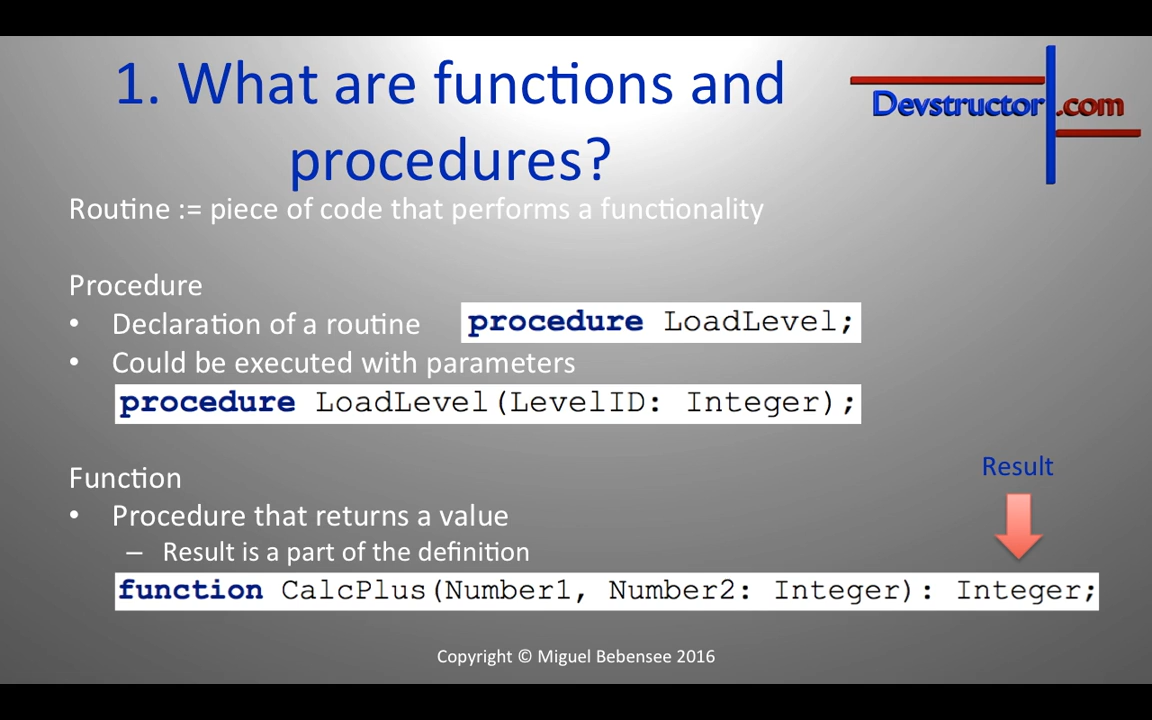 1. What are functions and
procedures?
Devstructor.com
Routine := piece of code that performs a functionality
Procedure
• Declaration of a routine
procedure LoadLevel;
• Could be executed with parameters
procedure LoadLevel(LevelID: Integer);
Function
Result
• Procedure that returns a value
– Result is a part of the definition
function CalcPlus(Number1, Number2: Integer): Integer;
Copyright © Miguel Bebensee 2016